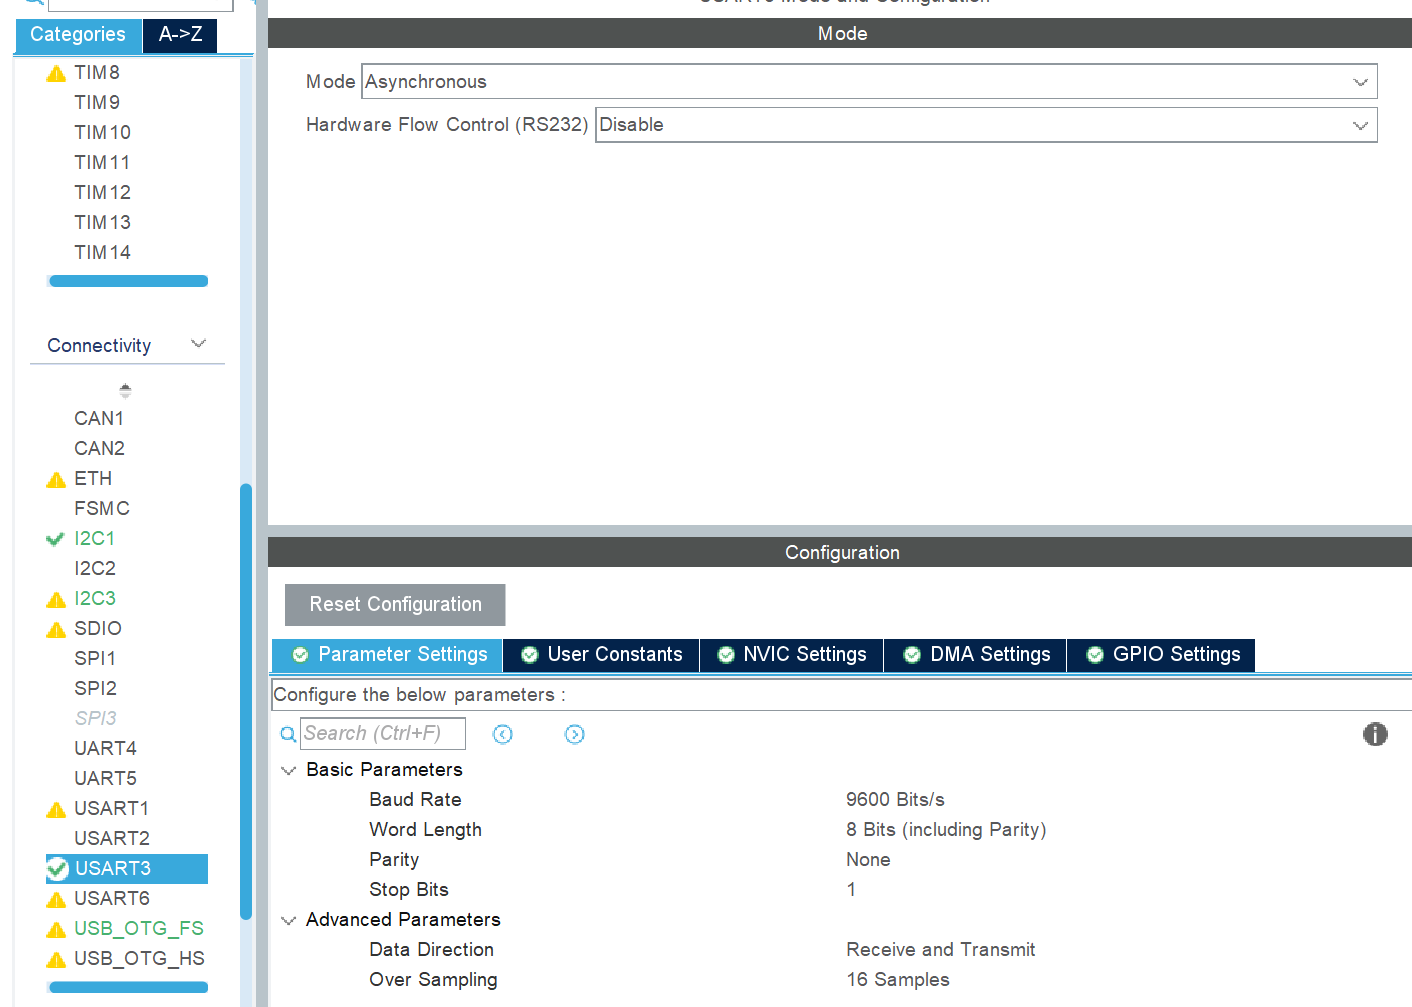 USART3 Mode and Configuration
Categories
A->Z
TIM8
TIM9
TIM10
TIM11
TIM12
TIM13
TIM14
Connectivity
CAN1
CAN2
ETH
FSMC
I2C1
I2C2
I2C3
SDIO
SPI1
SPI2
SPI3
UART4
UART5
USART1
USART2
USART3
USART6
USB_OTG_FS
USB_OTG_HS
Mode
Mode Asynchronous
Hardware Flow Control (RS232) Disable
Configuration
Reset Configuration
Parameter Settings
User Constants
NVIC Settings
DMA Settings
GPIO Settings
Configure the below parameters :
Search (Ctrl+F)
Basic Parameters
Baud Rate 9600 Bits/s
Word Length 8 Bits (including Parity)
Parity None
Stop Bits 1
Advanced Parameters
Data Direction Receive and Transmit
Over Sampling 16 Samples